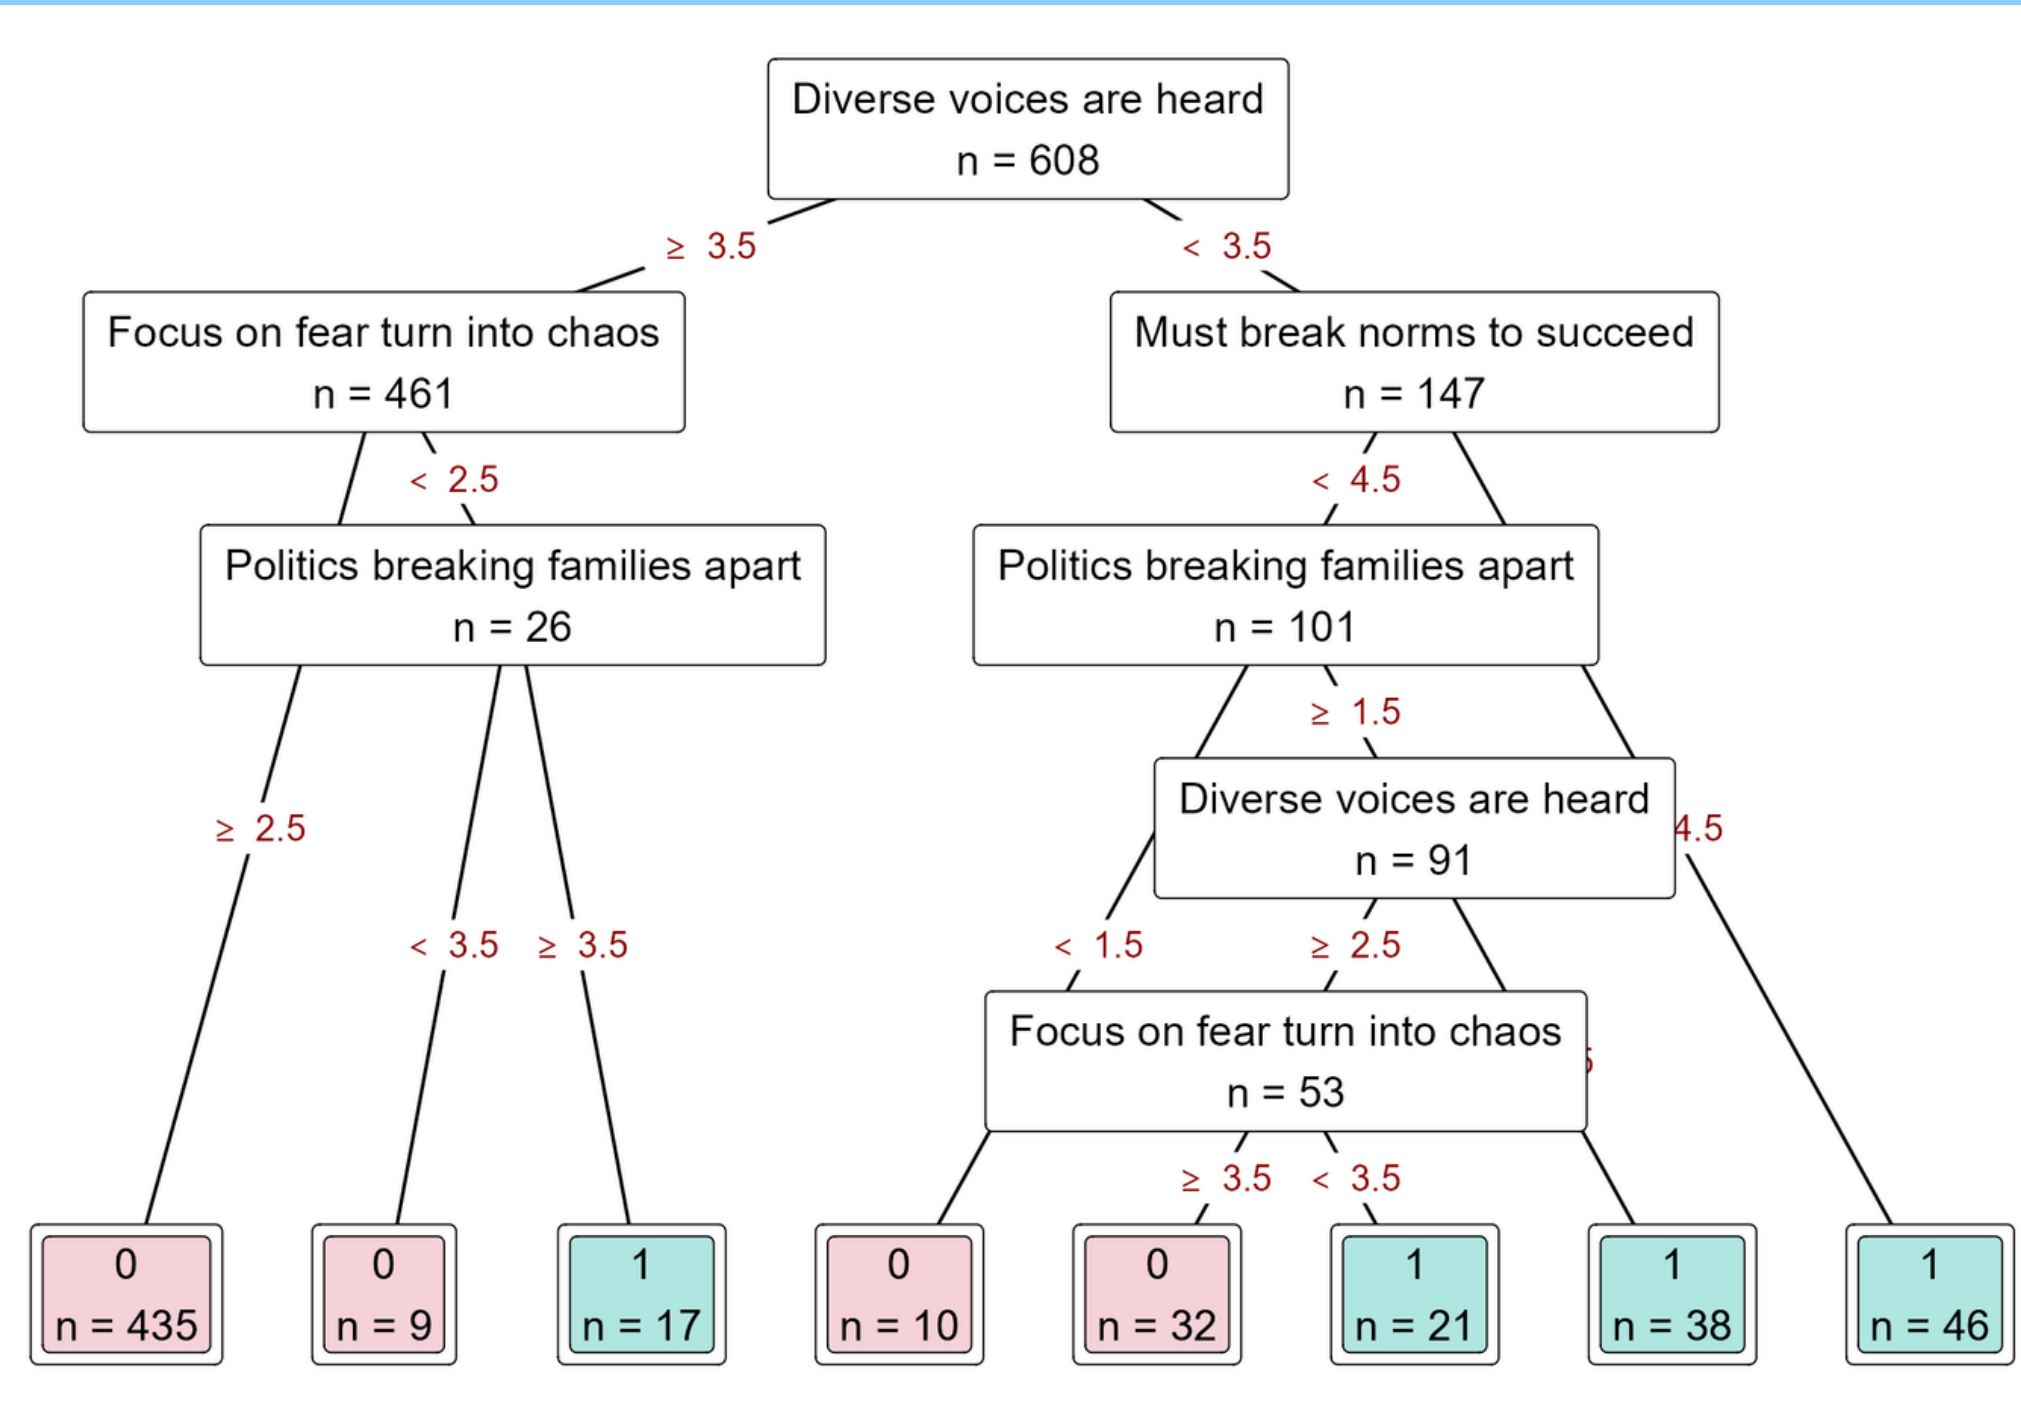 Diverse voices are heard
n = 608
≥ 3.5
< 3.5
Focus on fear turn into chaos
n = 461
Must break norms to succeed
n = 147
< 2.5
< 4.5
Politics breaking families apart
n = 26
Politics breaking families apart
n = 101
≥ 1.5
Diverse voices are heard
n = 91
≥ 2.5
4.5
< 3.5
≥ 3.5
< 1.5
≥ 2.5
Focus on fear turn into chaos
n = 53
≥ 3.5
< 3.5
0
n = 435
0
n = 9
1
n = 17
0
n = 10
0
n = 32
1
n = 21
1
n = 38
1
n = 46